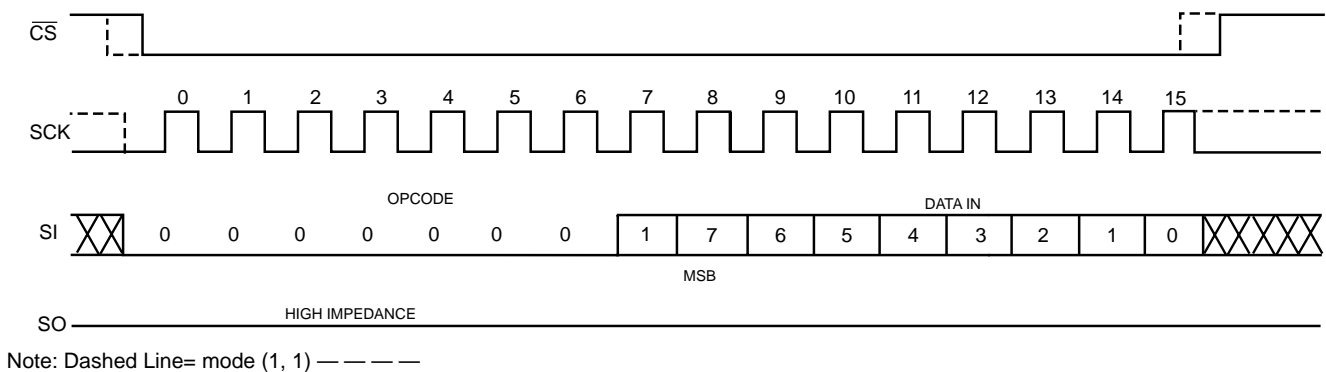 CS
0 1 2 3 4 5 6 7 8 9 10 11 12 13 14 15
SCK
OPCODE
DATA IN
SI 0 0 0 0 0 0 0 1 7 6 5 4 3 2 1 0
MSB
HIGH IMPEDANCE
SO
Note: Dashed Line= mode (1, 1) — — — —